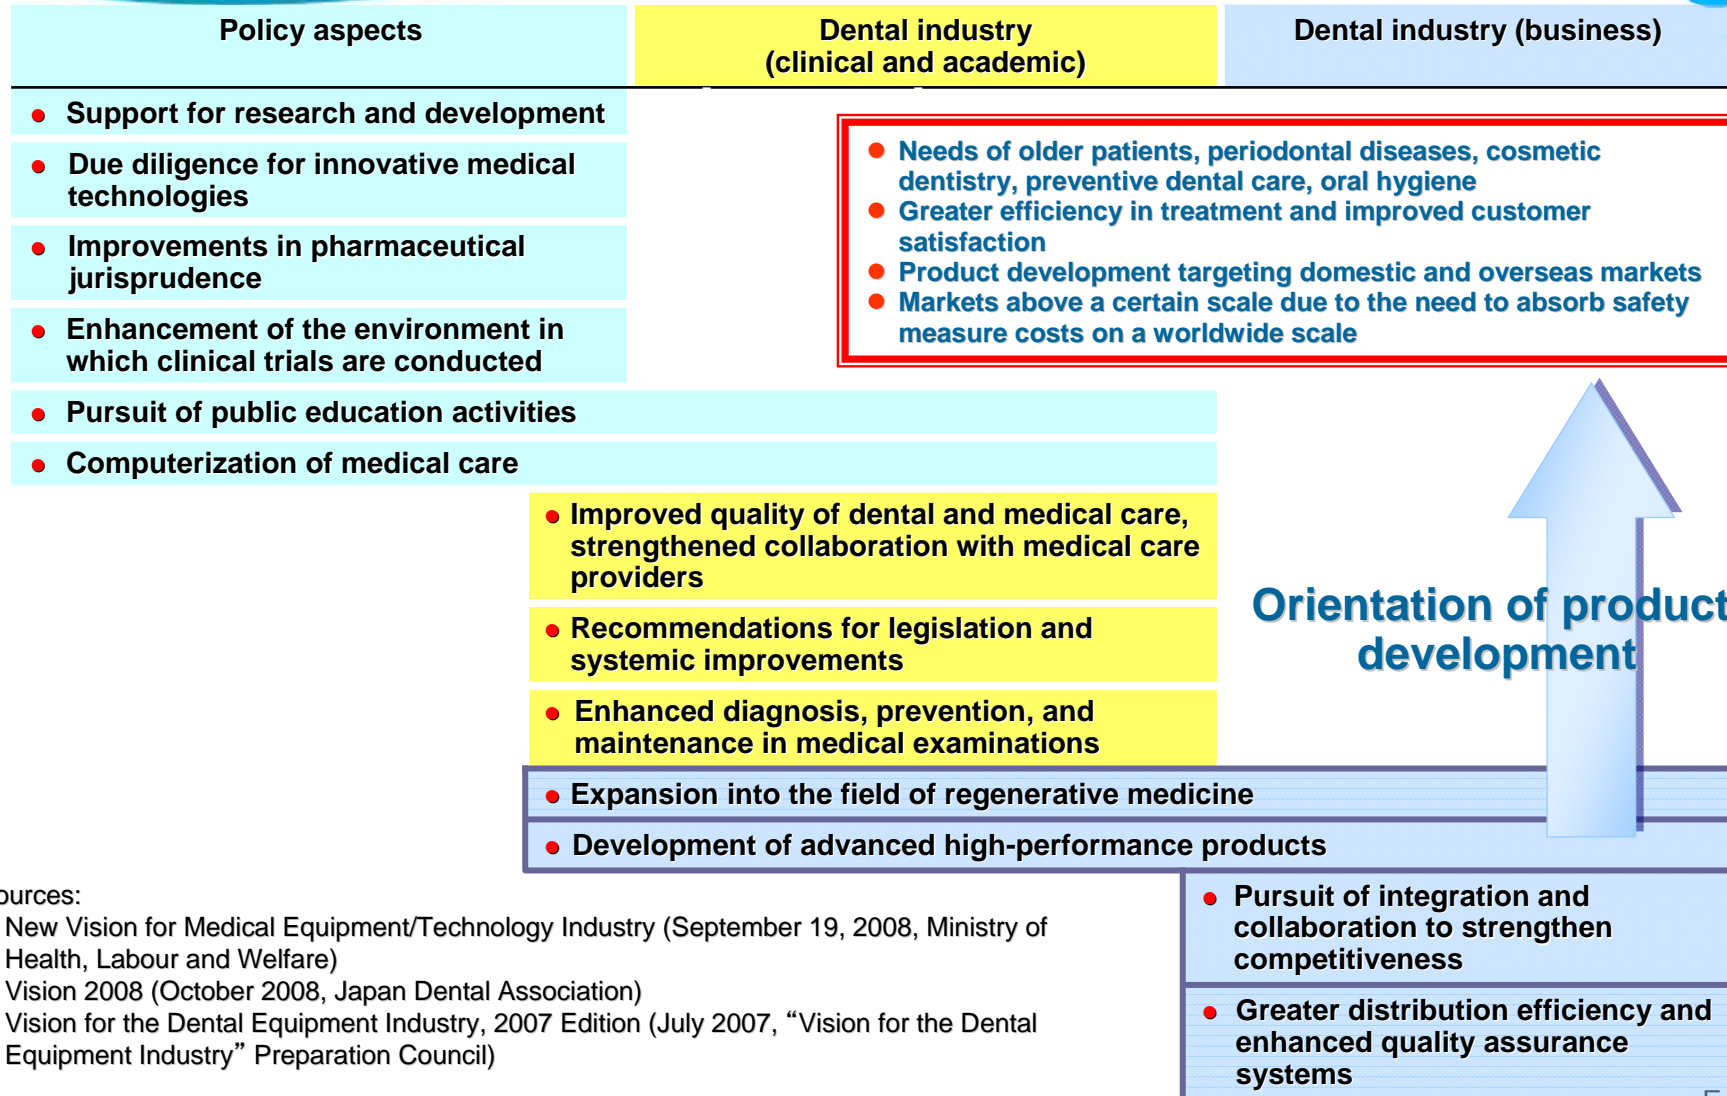 Policy aspects
Dental industry
(clinical and academic)
Dental industry (business)
● Support for research and development
● Due diligence for innovative medical
technologies
● Improvements in pharmaceutical
jurisprudence
● Enhancement of the environment in
which clinical trials are conducted
● Pursuit of public education activities
● Computerization of medical care
● Needs of older patients, periodontal diseases, cosmetic
dentistry, preventive dental care, oral hygiene
● Greater efficiency in treatment and improved customer
satisfaction
● Product development targeting domestic and overseas markets
● Markets above a certain scale due to the need to absorb safety
measure costs on a worldwide scale
● Improved quality of dental and medical care,
strengthened collaboration with medical care
providers
● Recommendations for legislation and
systemic improvements
● Enhanced diagnosis, prevention, and
maintenance in medical examinations
Orientation of product
development
● Expansion into the field of regenerative medicine
● Development of advanced high-performance products
● Pursuit of integration and
collaboration to strengthen
competitiveness
● Greater distribution efficiency and
enhanced quality assurance
systems
ources:
New Vision for Medical Equipment/Technology Industry (September 19, 2008, Ministry of
Health, Labour and Welfare)
Vision 2008 (October 2008, Japan Dental Association)
Vision for the Dental Equipment Industry, 2007 Edition (July 2007, “Vision for the Dental
Equipment Industry” Preparation Council)